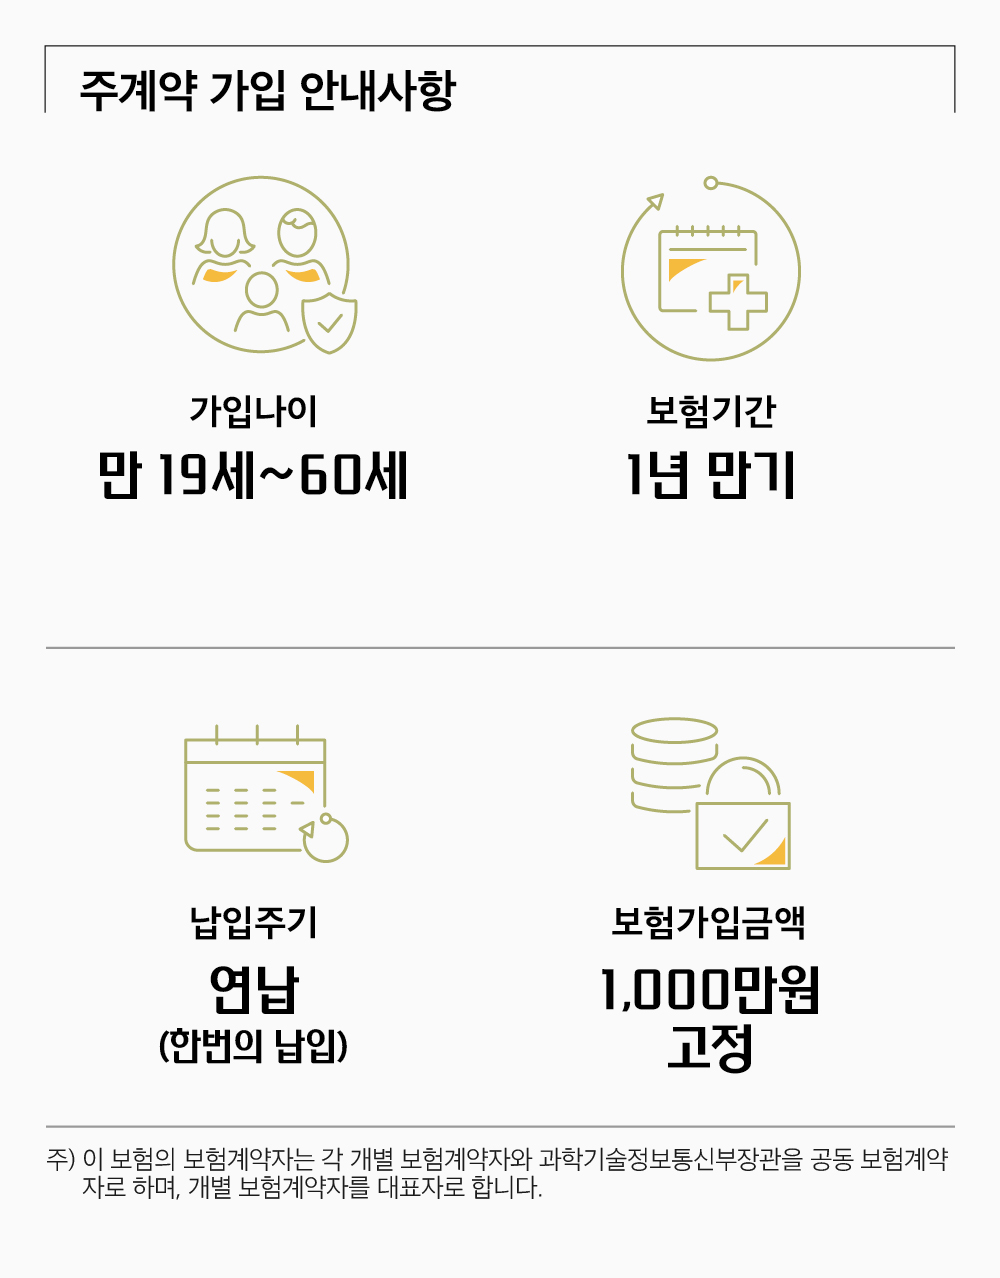 주계약 가입 안내사항
가입나이
만 19세~60세
보험기간
1년 만기
납입주기
연납
(한번의 납입)
보험가입금액
1,000만원
고정
주) 이 보험의 보험계약자는 각 개별 보험계약자와 과학기술정보통신부장관을 공동 보험계약
자로 하며, 개별 보험계약자를 대표자로 합니다.